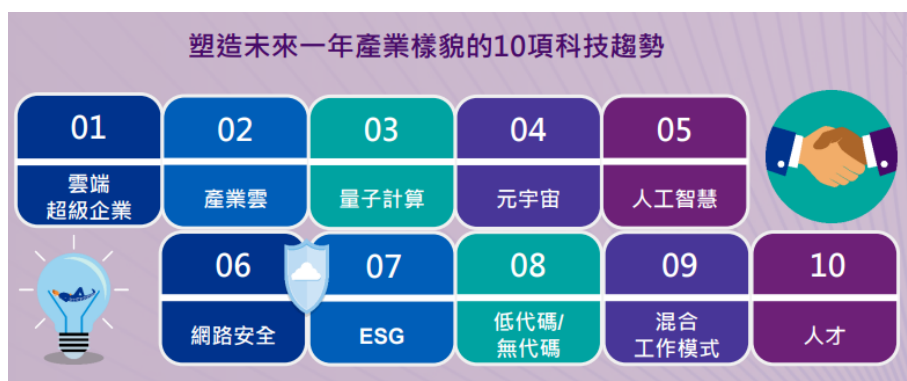 塑造未來一年產業樣貌的10項科技趨勢
01
02
03
04
05
雲端
超級企業
產業雲
量子計算
元宇宙
人工智慧
06
07
08
09
10
網路安全
ESG
低代碼/
無代碼
混合
工作模式
人才